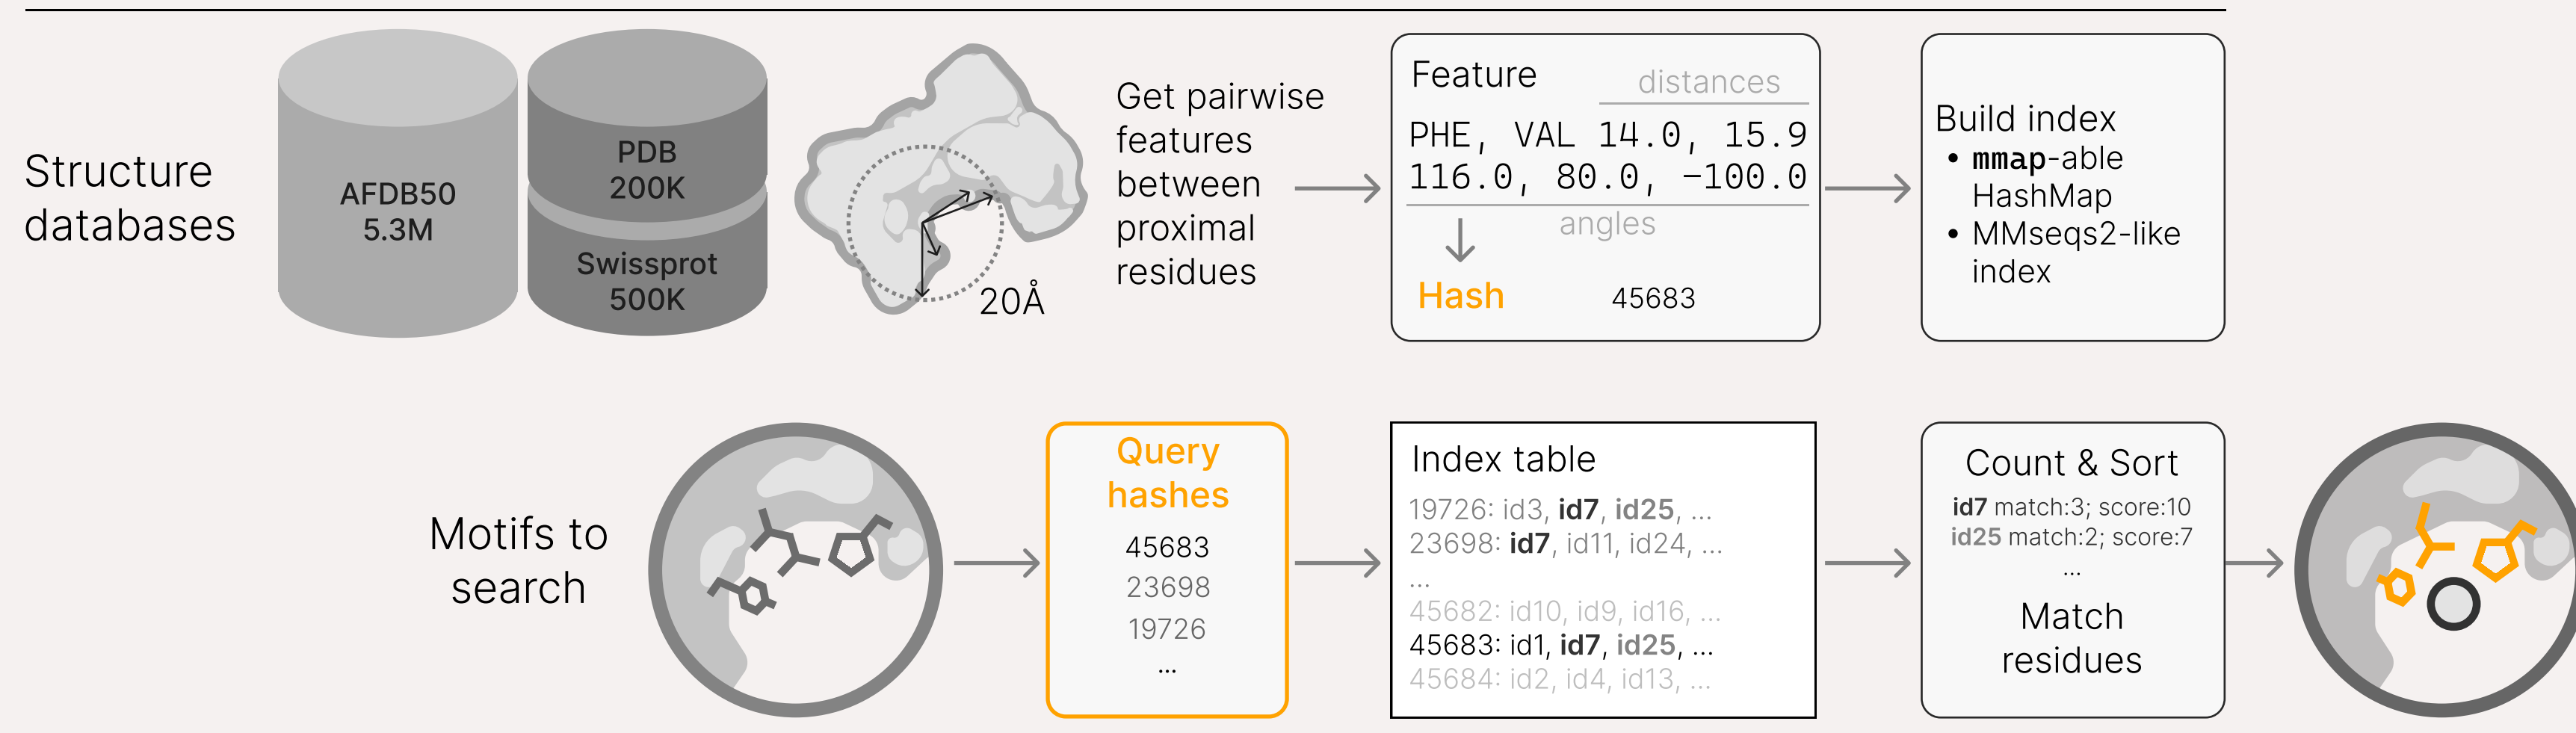 Structure
databases
AFDB50
5.3M
PDB
200K
Swissprot
500K
20Å
Get pairwise
features
between
proximal
residues
Feature
distances
PHE, VAL 14.0, 15.9
116.0, 80.0, −100.0
angles
Hash 45683
Build index
• mmap-able
HashMap
• MMseqs2-like
index
Motifs to
search
Query
hashes
45683
23698
19726
...
Index table
19726: id3, id7, id25, ...
23698: id7, id11, id24, ...
...
45682: id10, id9, id16, ...
45683: id1, id7, id25, ...
45684: id2, id4, id13, ...
Count & Sort
id7 match:3; score:10
id25 match:2; score:7
...
Match
residues